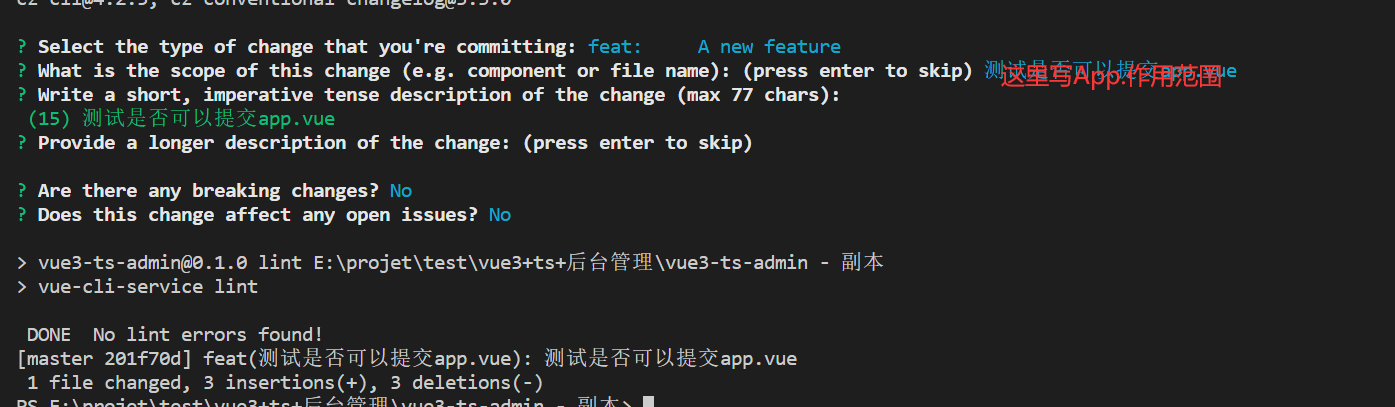 cz-cli@4.2.5, cz-conventional-changelog@3.3.0
? Select the type of change that you're committing: feat:     A new feature
? What is the scope of this change (e.g. component or file name): (press enter to skip) 测试是否可以提交app.vue
这里写App.作用范围
? Write a short, imperative tense description of the change (max 77 chars):
(15) 测试是否可以提交app.vue
? Provide a longer description of the change: (press enter to skip)
? Are there any breaking changes? No
? Does this change affect any open issues? No
> vue3-ts-admin@0.1.0 lint E:\projet\test\vue3+ts+后台管理\vue3-ts-admin - 副本
> vue-cli-service lint
DONE  No lint errors found!
[master 201f70d] feat(测试是否可以提交app.vue): 测试是否可以提交app.vue
1 file changed, 3 insertions(+), 3 deletions(-)
PS E:\projet\test\vue3+ts+后台管理\vue3-ts-admin - 副本>